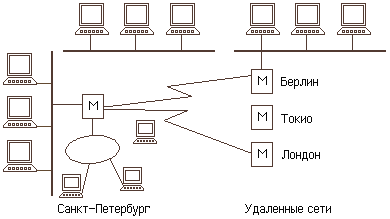 М
Берлин
М
М
Токио
М
Лондон
Санкт-Петербург
Удаленные сети